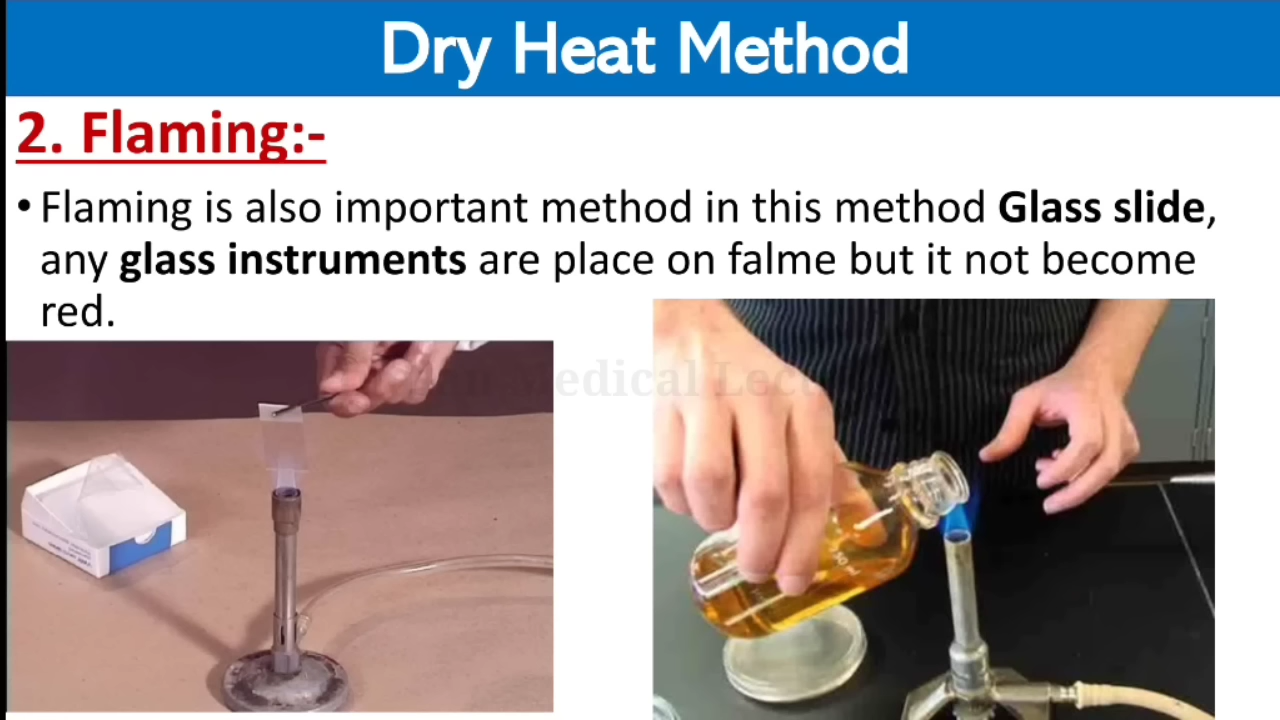 Dry Heat Method
2. Flaming:-
• Flaming is also important method in this method Glass slide,
any glass instruments are place on falme but it not become
red.
Medical